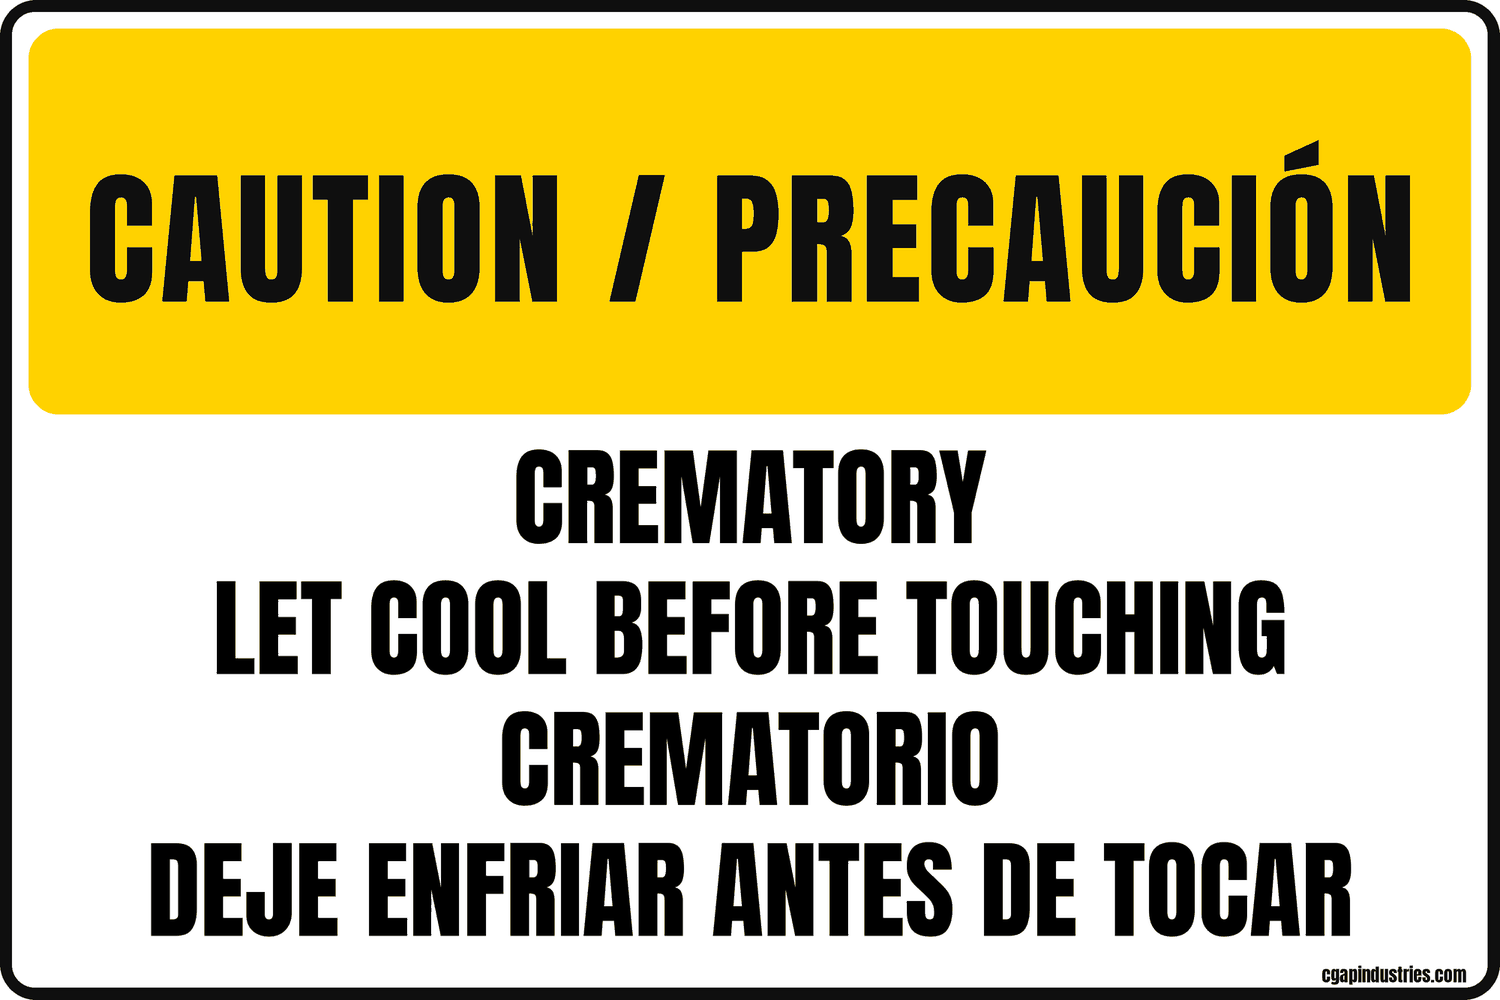 CAUTION / PRECAUCIÓN
CREMATORY
LET COOL BEFORE TOUCHING
CREMATORIO
DEJE ENFRIAR ANTES DE TOCAR
cgapindustries.com